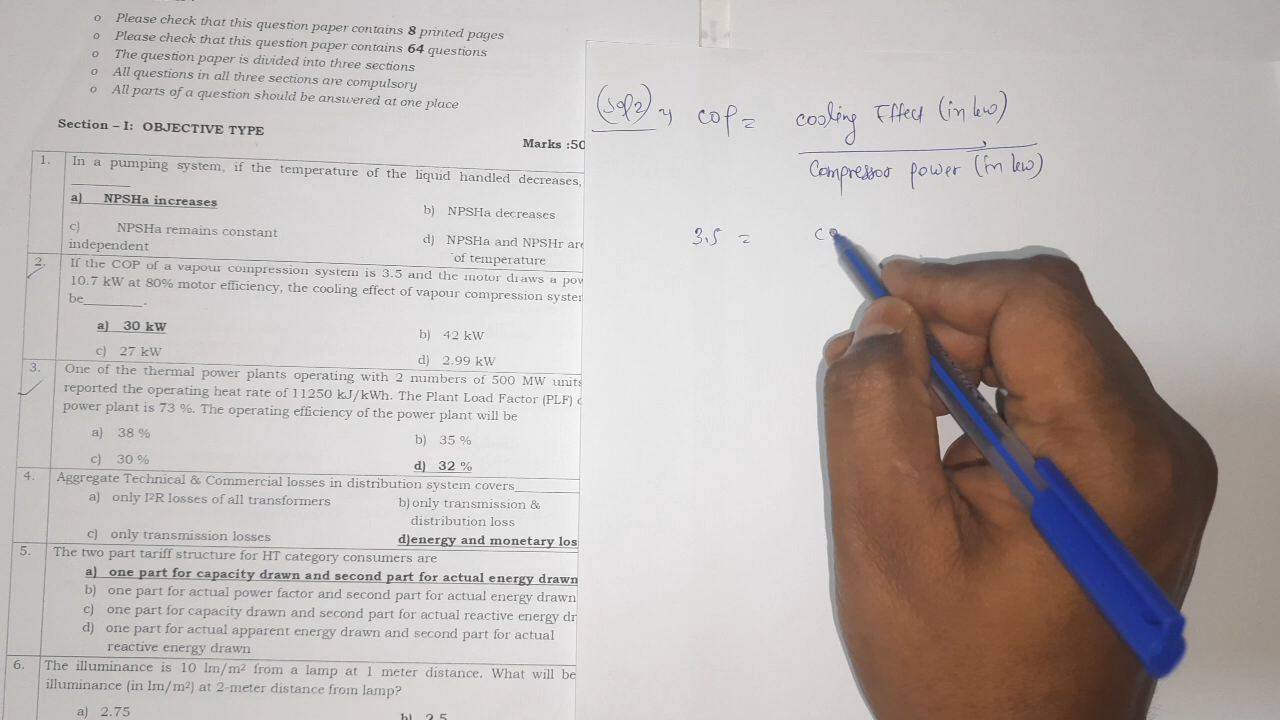 o Please check that this question paper contains 8 printed pages
o Please check that this question paper contains 64 questions
o The question paper is divided into three sections
o All questions in all three sections are compulsory
o All parts of a question should be answered at one place
Section – I: OBJECTIVE TYPE
Marks :50
1. In a pumping system, if the temperature of the liquid handled decreases,
________
a) NPSHa increases
b) NPSHa decreases
c) NPSHa remains constant
independent
d) NPSHa and NPSHr are
of temperature
2. If the COP of a vapour compression system is 3.5 and the motor draws a pow
10.7 kW at 80% motor efficiency, the cooling effect of vapour compression system
be________.
a) 30 kW
b) 42 kW
c) 27 kW
d) 2.99 kW
3. One of the thermal power plants operating with 2 numbers of 500 MW units
reported the operating heat rate of 11250 kJ/kWh. The Plant Load Factor (PLF) o
power plant is 73 %. The operating efficiency of the power plant will be
a) 38 %
b) 35 %
c) 30 %
d) 32 %
4. Aggregate Technical & Commercial losses in distribution system covers________
a) only I²R losses of all transformers
b) only transmission &
distribution loss
c) only transmission losses
d)energy and monetary los
5. The two part tariff structure for HT category consumers are
a) one part for capacity drawn and second part for actual energy drawn
b) one part for actual power factor and second part for actual energy drawn
c) one part for capacity drawn and second part for actual reactive energy dr
d) one part for actual apparent energy drawn and second part for actual
reactive energy drawn
6. The illuminance is 10 lm/m² from a lamp at 1 meter distance. What will be
illuminance (in lm/m²) at 2-meter distance from lamp?
a) 2.75
b) 2.5
COP = cooling Effect (in kw)
Compressor power (in kw)
3.5 = Co